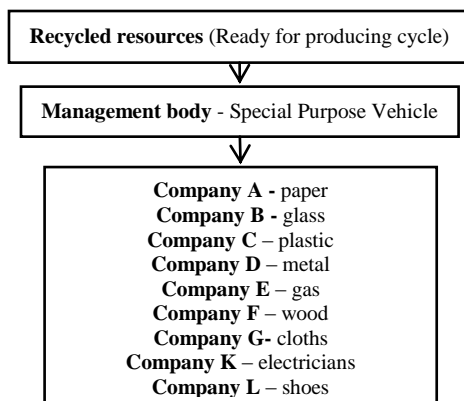 Recycled resources (Ready for producing cycle)
Management body - Special Purpose Vehicle
Company A - paper
Company B - glass
Company C – plastic
Company D – metal
Company E – gas
Company F – wood
Company G- cloths
Company K – electricians
Company L – shoes